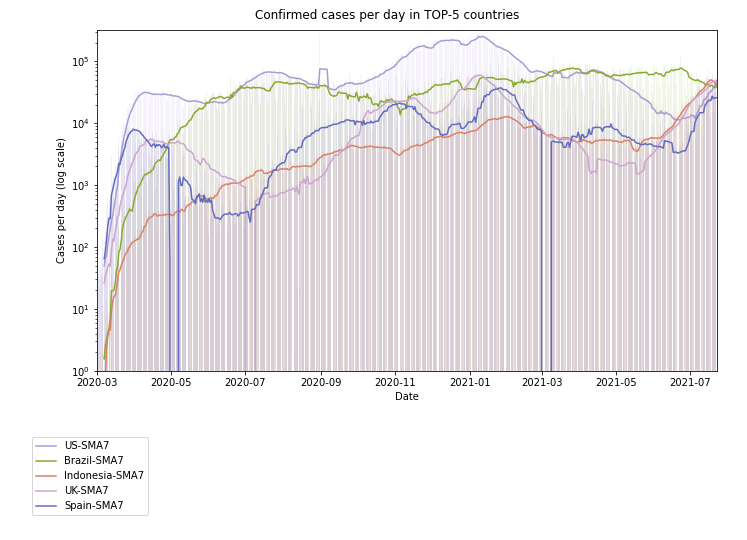 Confirmed cases per day in TOP-5 countries
Cases per day (log scale)
10^5
10^4
10^3
10^2
10^1
10^0
2020-03 2020-05 2020-07 2020-09 2020-11 2021-01 2021-03 2021-05 2021-07
Date
US-SMA7
Brazil-SMA7
Indonesia-SMA7
UK-SMA7
Spain-SMA7